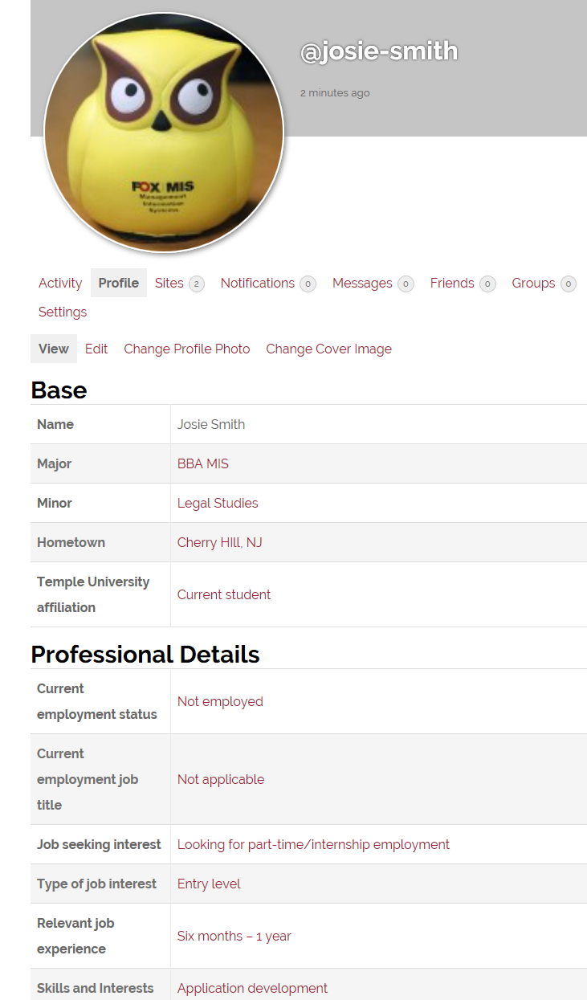 @josie-smith
2 minutes ago
FOX MIS
Management
Information
Systems
Activity Profile Sites 2 Notifications 0 Messages 0 Friends 0 Groups 0
Settings
View Edit Change Profile Photo Change Cover Image
Base
Name Josie Smith
Major BBA MIS
Minor Legal Studies
Hometown Cherry HIll, NJ
Temple University
affiliation
Current student
Professional Details
Current
employment status
Not employed
Current
employment job
title
Not applicable
Job seeking interest Looking for part-time/internship employment
Type of job interest Entry level
Relevant job
experience
Six months – 1 year
Skills and Interests Application development